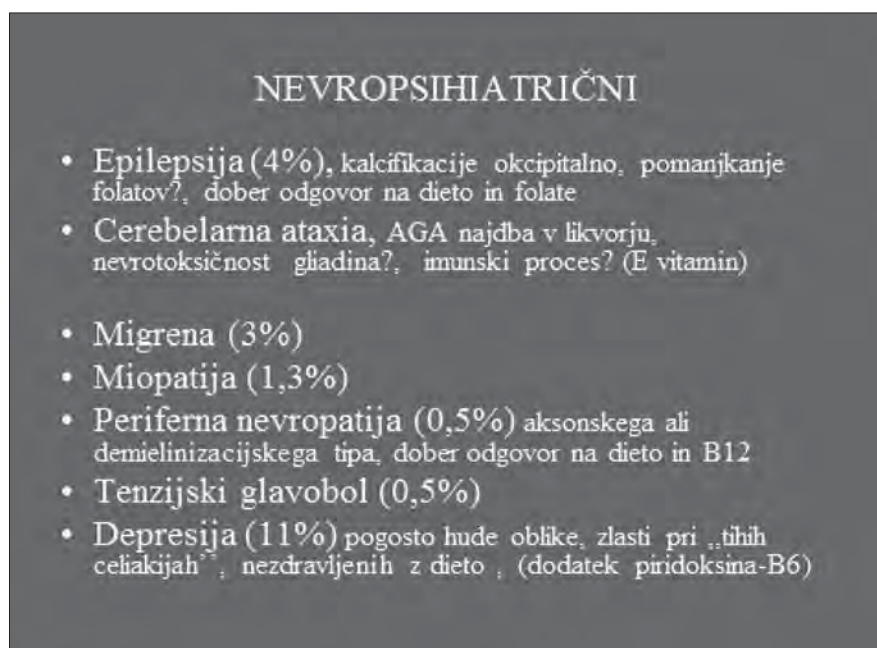 NEVROPSIHIATRIČNI
• Epilepsija (4%), kalcifikacije okcipitalno, pomanjkanje
folatov?, dober odgovor na dieto in folate
• Cerebelarna ataxia, AGA najdba v likvorju,
nevrotoksičnost gliadina?, imunski proces? (E vitamin)
• Migrena (3%)
• Miopatija (1,3%)
• Periferna nevropatija (0,5%) aksonskega ali
demielinizacijskega tipa, dober odgovor na dieto in B12
• Tenzijski glavobol (0,5%)
• Depresija (11%) pogosto hude oblike, zlasti pri ,,tihih
celiakijah’’, nezdravljenih z dieto , (dodatek piridoksina-B6)